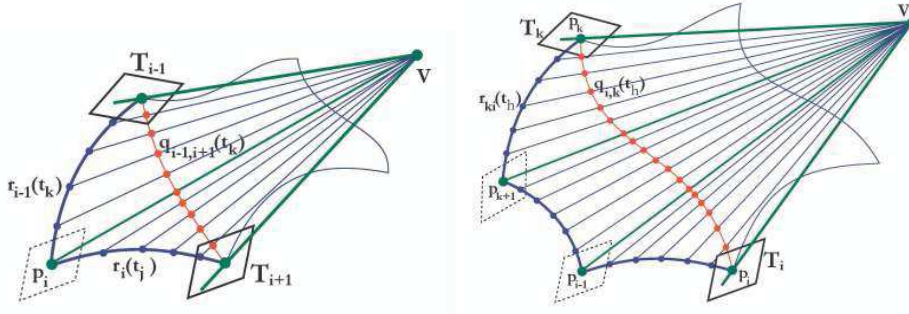 T_{i-1}
V
q_{i-1,i+1}(t_k)
r_{i-1}(t_k)
p_i
r_i(t_j)
T_{i+1}
T_k
p_k
V
r_{ki}(t_h)
q_{i,k}(t_h)
p_{k+1}
p_{i-1}
p_i
T_i